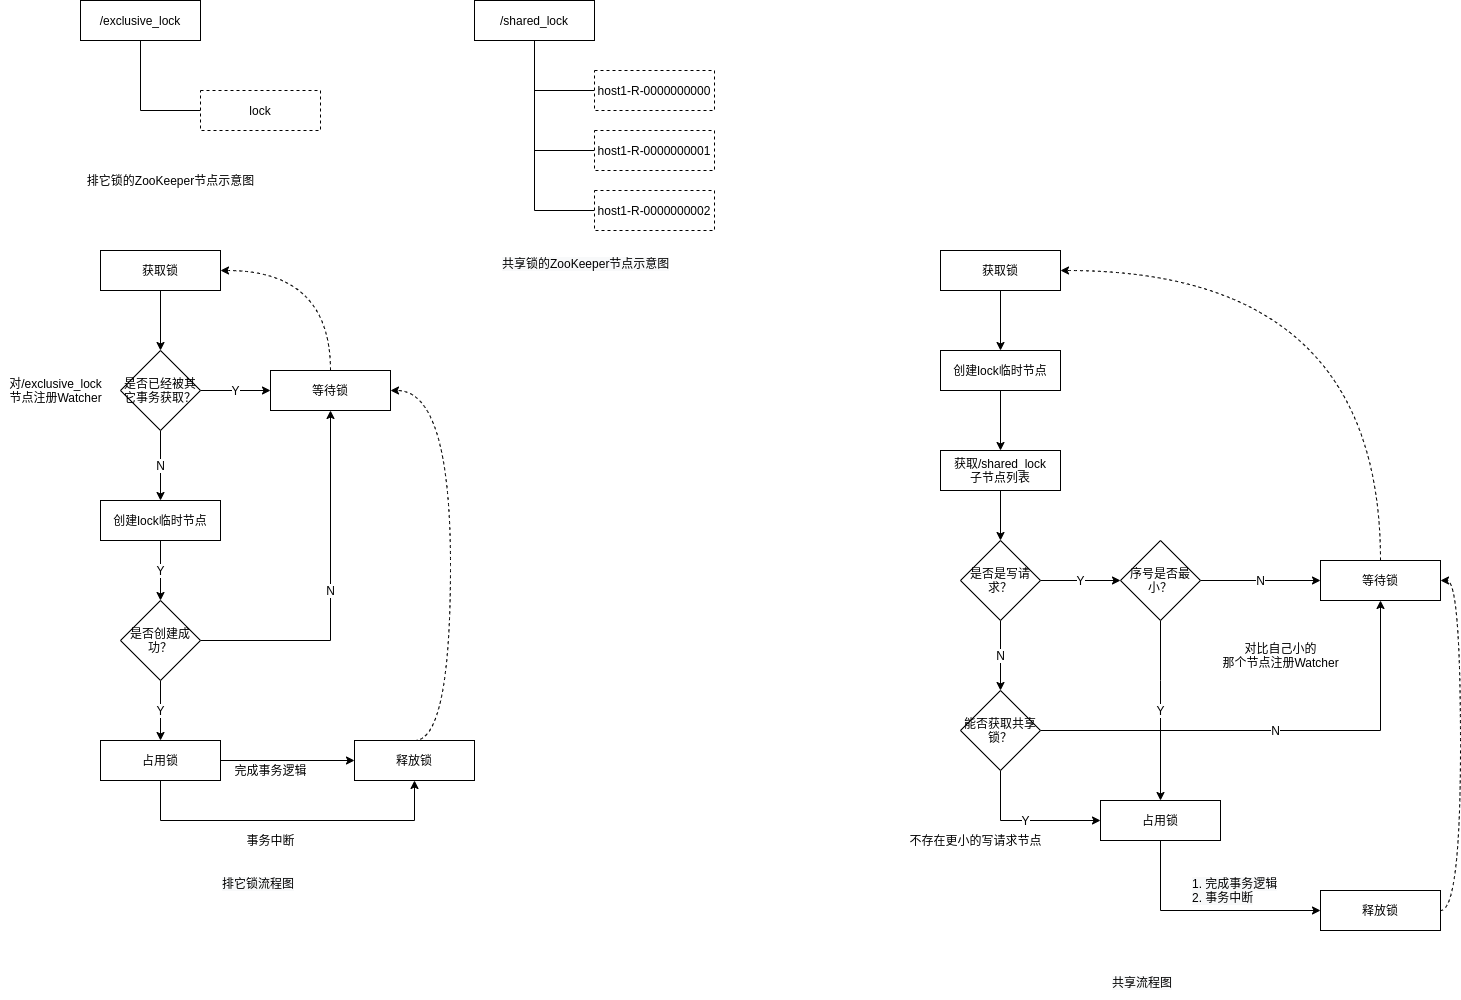 /exclusive_lock
lock
排它锁的ZooKeeper节点示意图
/shared_lock
host1-R-0000000000
host1-R-0000000001
host1-R-0000000002
共享锁的ZooKeeper节点示意图
获取锁
对/exclusive_lock
节点注册Watcher
是否已经被其
它事务获取？
Y
等待锁
N
创建lock临时节点
Y
是否创建成
功？
N
Y
占用锁
完成事务逻辑
释放锁
事务中断
排它锁流程图
获取锁
创建lock临时节点
获取/shared_lock
子节点列表
是否是写请
求？
Y
序号是否最
小？
N
等待锁
N
对比自己小的
那个节点注册Watcher
能否获取共享
锁？
Y
N
Y
不存在更小的写请求节点
占用锁
1. 完成事务逻辑
2. 事务中断
释放锁
共享流程图